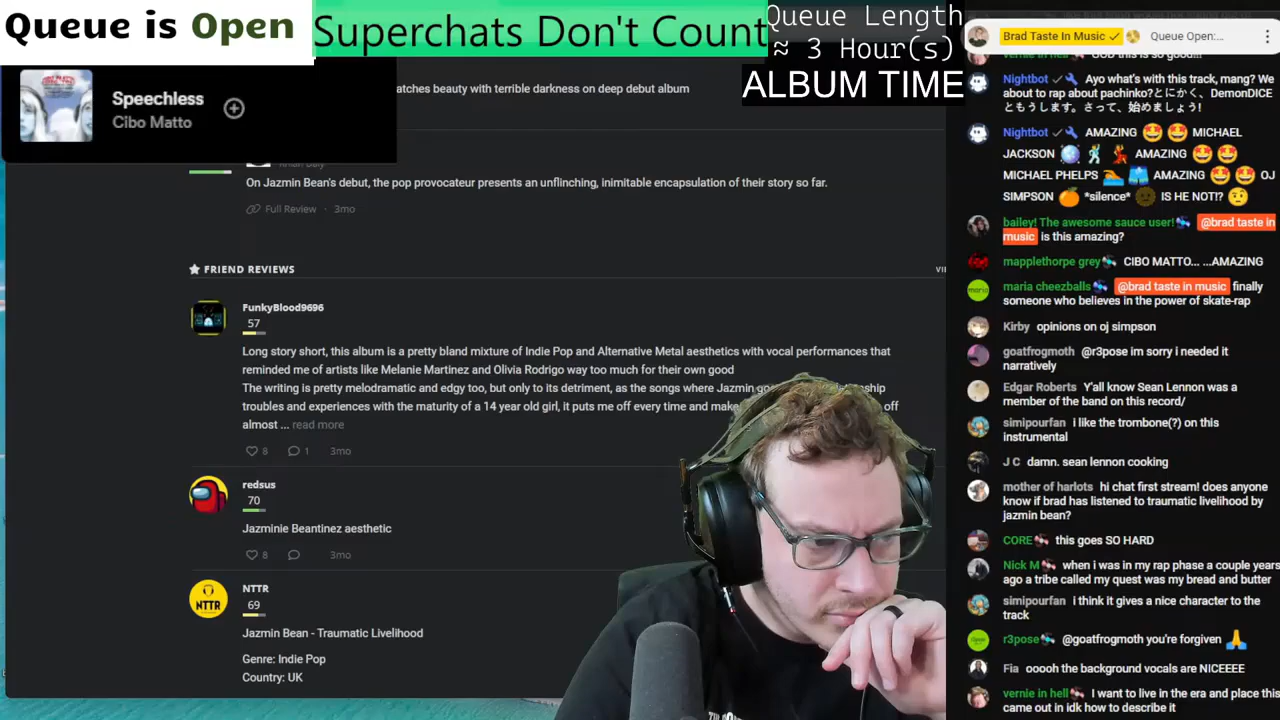 Queue is Open
Superchats Don't Count
Queue Length
≈ 3 Hour(s)
ALBUM TIME
Speechless
Cibo Matto
atches beauty with terrible darkness on deep debut album
On Jazmin Bean's debut, the pop provocateur presents an unflinching, inimitable encapsulation of their story so far.
Full Review · 3mo
FRIEND REVIEWS
VI
FunkyBlood9696
57
Long story short, this album is a pretty bland mixture of Indie Pop and Alternative Metal aesthetics with vocal performances that
reminded me of artists like Melanie Martinez and Olivia Rodrigo way too much for their own good
The writing is pretty melodramatic and edgy too, but only to its detriment, as the songs where Jazmin
troubles and experiences with the maturity of a 14 year old girl, it puts me off every time and make off
almost ... read more
8 1 3mo
redsus
70
Jazminie Beantinez aesthetic
8 3mo
NTTR
NTTR
69
Jazmin Bean - Traumatic Livelihood
Genre: Indie Pop
Country: UK
Brad Taste In Music Queue Open:...
Nightbot Ayo what's with this track, mang? We
about to rap about pachinko?とにかく、DemonDICE
ともうします。さって、始めましょう!
Nightbot AMAZING 🤩 🤩 MICHAEL
JACKSON 🪩 🕺 💃 AMAZING 🤩 🤩
MICHAEL PHELPS 🏊 🩳 AMAZING 🤩 🤩 OJ
SIMPSON 🍊 *silence* 🌚 IS HE NOT!? 🤨
bailey! The awesome sauce user! @brad taste in
music is this amazing?
mapplethorpe grey CIBO MATTO... ...AMAZING
maria cheezballs @brad taste in music finally
someone who believes in the power of skate-rap
Kirby opinions on oj simpson
goatfrogmoth @r3pose im sorry i needed it
narratively
Edgar Roberts Y'all know Sean Lennon was a
member of the band on this record/
simipourfan i like the trombone(?) on this
instrumental
J C damn. sean lennon cooking
mother of harlots hi chat first stream! does anyone
know if brad has listened to traumatic livelihood by
jazmin bean?
CORE this goes SO HARD
Nick M when i was in my rap phase a couple years
ago a tribe called my quest was my bread and butter
simipourfan i think it gives a nice character to the
track
r3pose @goatfrogmoth you're forgiven 🙏
Fia ooooh the background vocals are NICEEEE
vernie in hell I want to live in the era and place this
came out in idk how to describe it